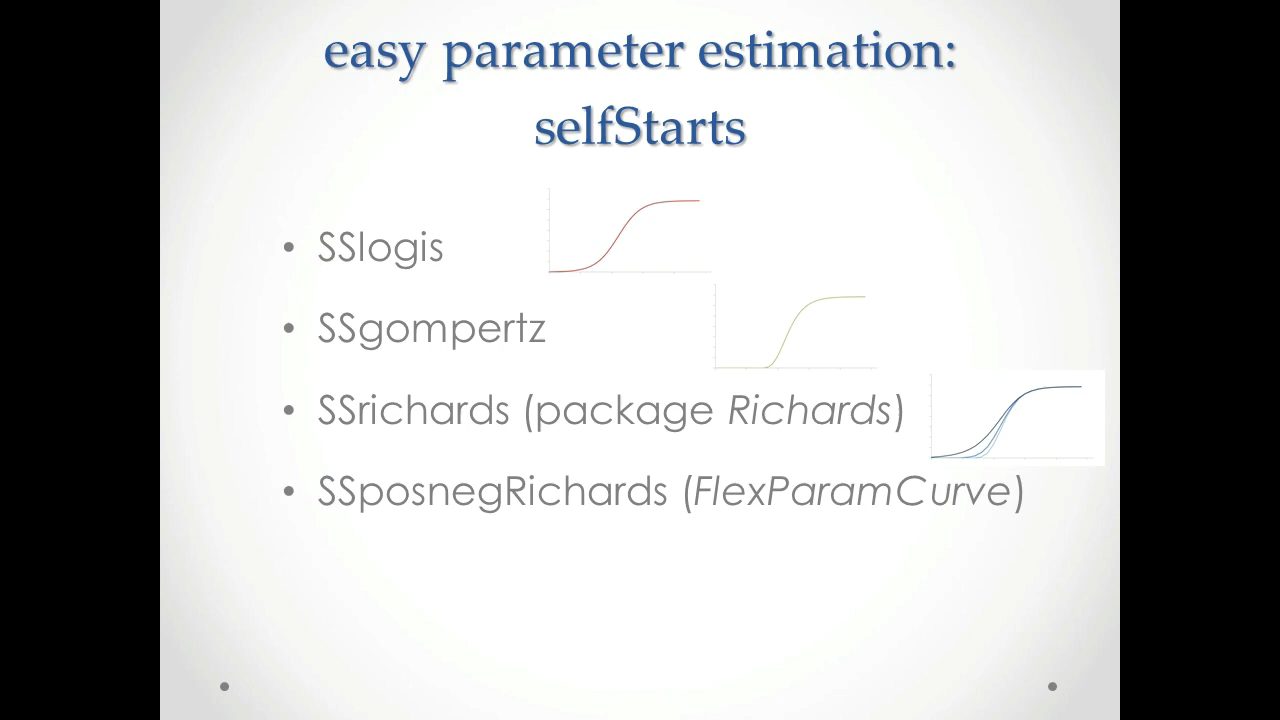 easy parameter estimation:
selfStarts
• SSlogis
• SSgompertz
• SSrichards (package Richards)
• SSposnegRichards (FlexParamCurve)